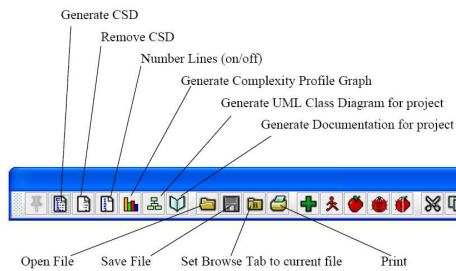 Generate CSD
Remove CSD
Number Lines (on/off)
Generate Complexity Profile Graph
Generate UML Class Diagram for project
Generate Documentation for project
Open File
Save File
Set Browse Tab to current file
Print